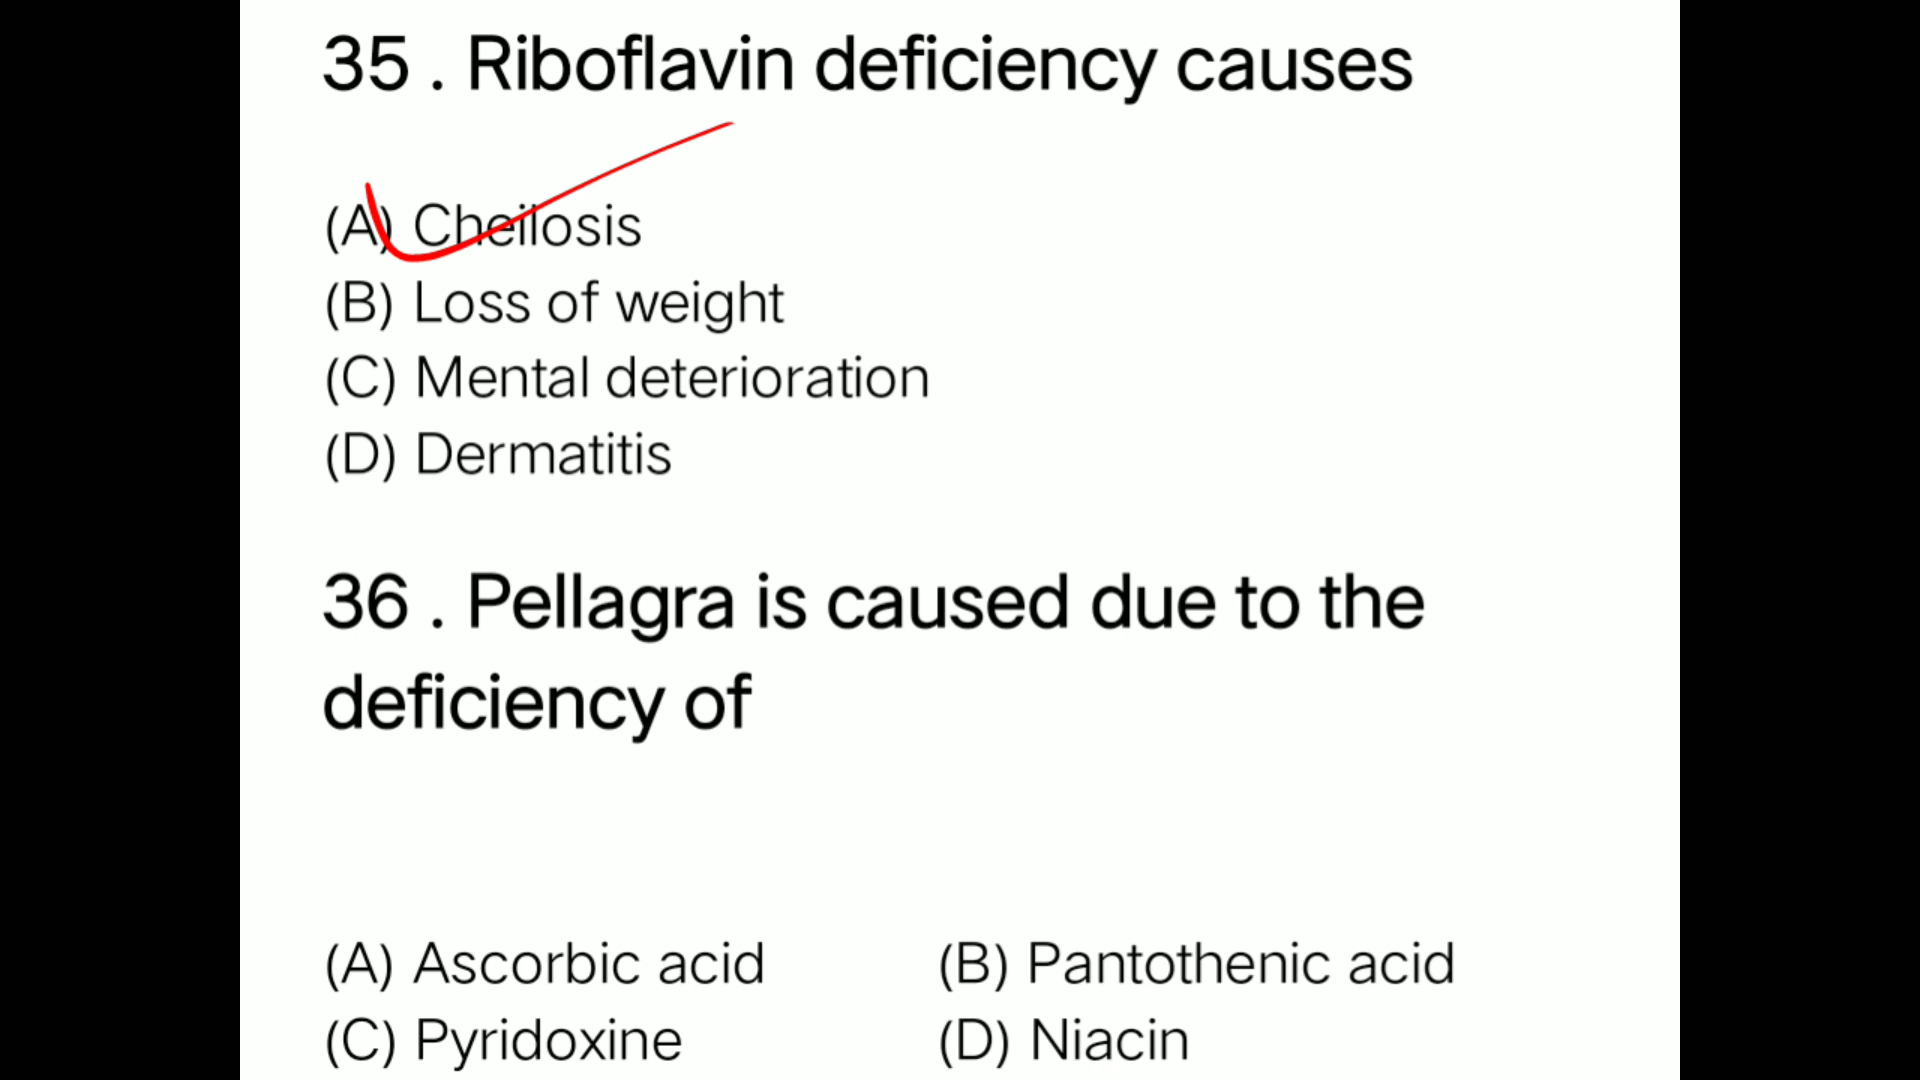 35 . Riboflavin deficiency causes
(A) Cheilosis
(B) Loss of weight
(C) Mental deterioration
(D) Dermatitis
36 . Pellagra is caused due to the
deficiency of
(A) Ascorbic acid (B) Pantothenic acid
(C) Pyridoxine (D) Niacin